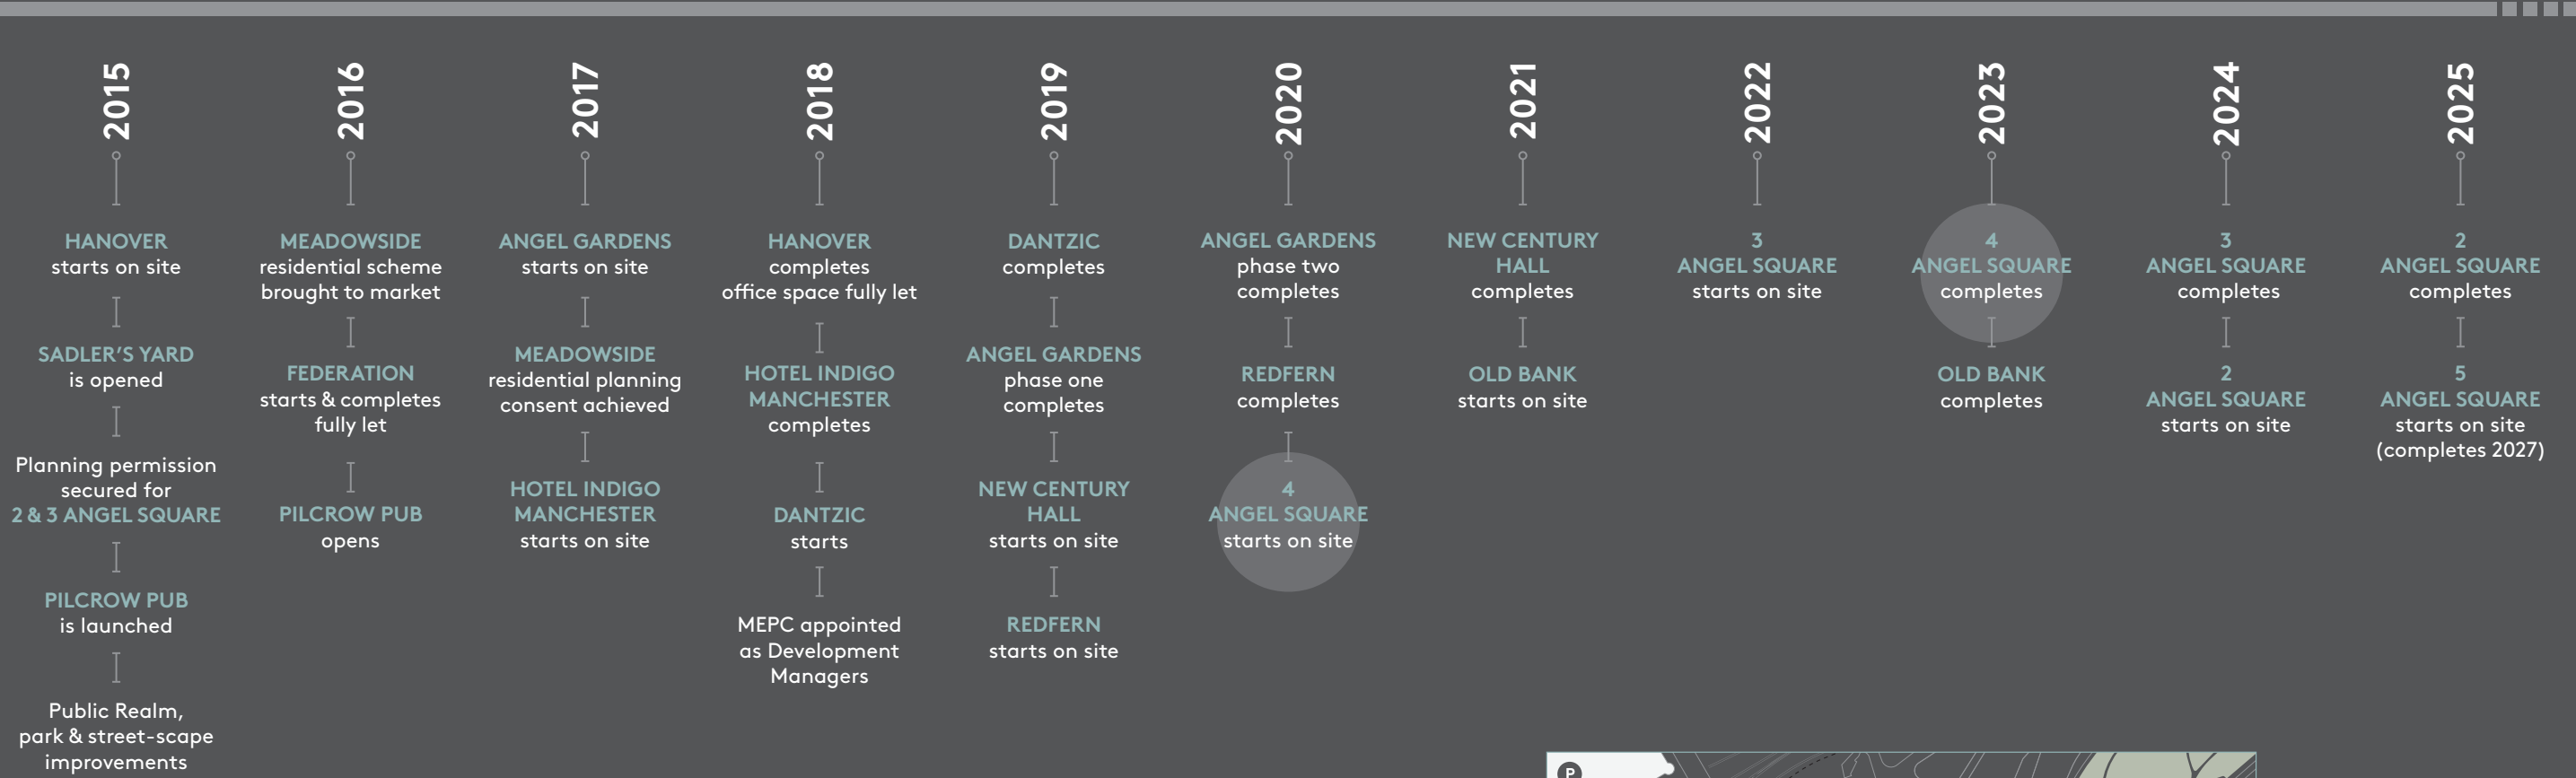 2015
HANOVER
starts on site
SADLER'S YARD
is opened
Planning permission
secured for
2 & 3 ANGEL SQUARE
PILCROW PUB
is launched
Public Realm,
park & street-scape
improvements
2016
MEADOWSIDE
residential scheme
brought to market
FEDERATION
starts & completes
fully let
PILCROW PUB
opens
2017
ANGEL GARDENS
starts on site
MEADOWSIDE
residential planning
consent achieved
HOTEL INDIGO
MANCHESTER
starts on site
2018
HANOVER
completes
office space fully let
HOTEL INDIGO
MANCHESTER
completes
DANTZIC
starts
MEPC appointed
as Development
Managers
2019
DANTZIC
completes
ANGEL GARDENS
phase one
completes
NEW CENTURY
HALL
starts on site
REDFERN
starts on site
2020
ANGEL GARDENS
phase two
completes
REDFERN
completes
4
ANGEL SQUARE
starts on site
2021
NEW CENTURY
HALL
completes
OLD BANK
starts on site
2022
3
ANGEL SQUARE
starts on site
2023
4
ANGEL SQUARE
completes
OLD BANK
completes
2024
3
ANGEL SQUARE
completes
2
ANGEL SQUARE
starts on site
2025
2
ANGEL SQUARE
completes
5
ANGEL SQUARE
starts on site
(completes 2027)
P